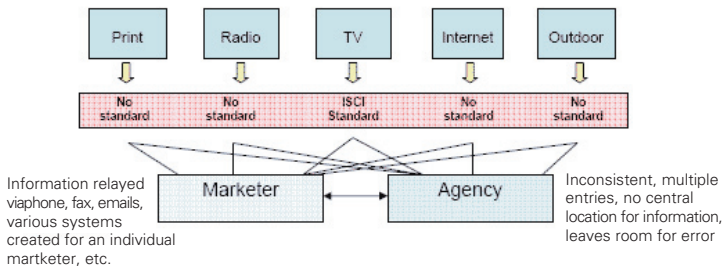 Print
Radio
TV
Internet
Outdoor
No
standard
No
standard
ISCI
Standard
No
standard
No
standard
Information relayed
viaphone, fax, emails,
various systems
created for an individual
martketer, etc.
Marketer
Agency
Inconsistent, multiple
entries, no central
location for information,
leaves room for error